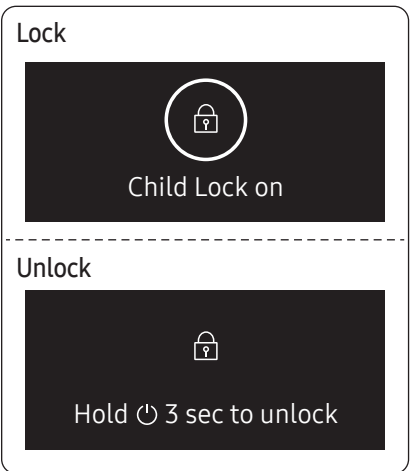 Lock
Child Lock on
Unlock
Hold ⏻ 3 sec to unlock